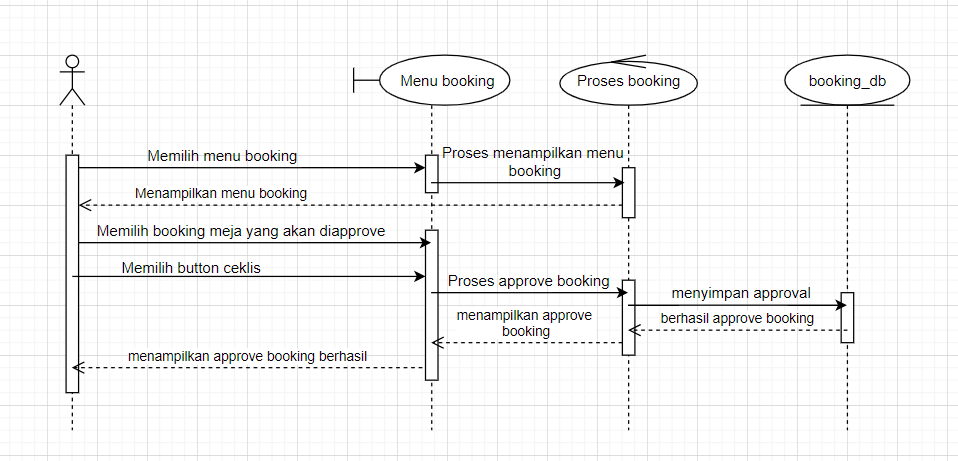 Menu booking
Proses booking
booking_db
Memilih menu booking
Proses menampilkan menu
booking
Menampilkan menu booking
Memilih booking meja yang akan diapprove
Memilih button ceklis
Proses approve booking
menyimpan approval
menampilkan approve
booking
berhasil approve booking
menampilkan approve booking berhasil